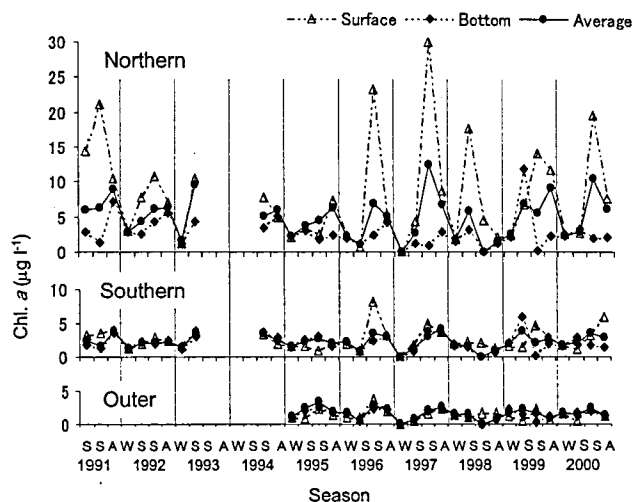 Surface Bottom Average
30
Northern
25
20
15
10
5
0
10
Southern
5
0
5
Outer
0
Chl. a (μg l⁻¹)
S S A W S S A W S S A S S A W S S A W S S A W S S A W S S A W S S A W S S A
1991 1992 1993 1994 1995 1996 1997 1998 1999 2000
Season